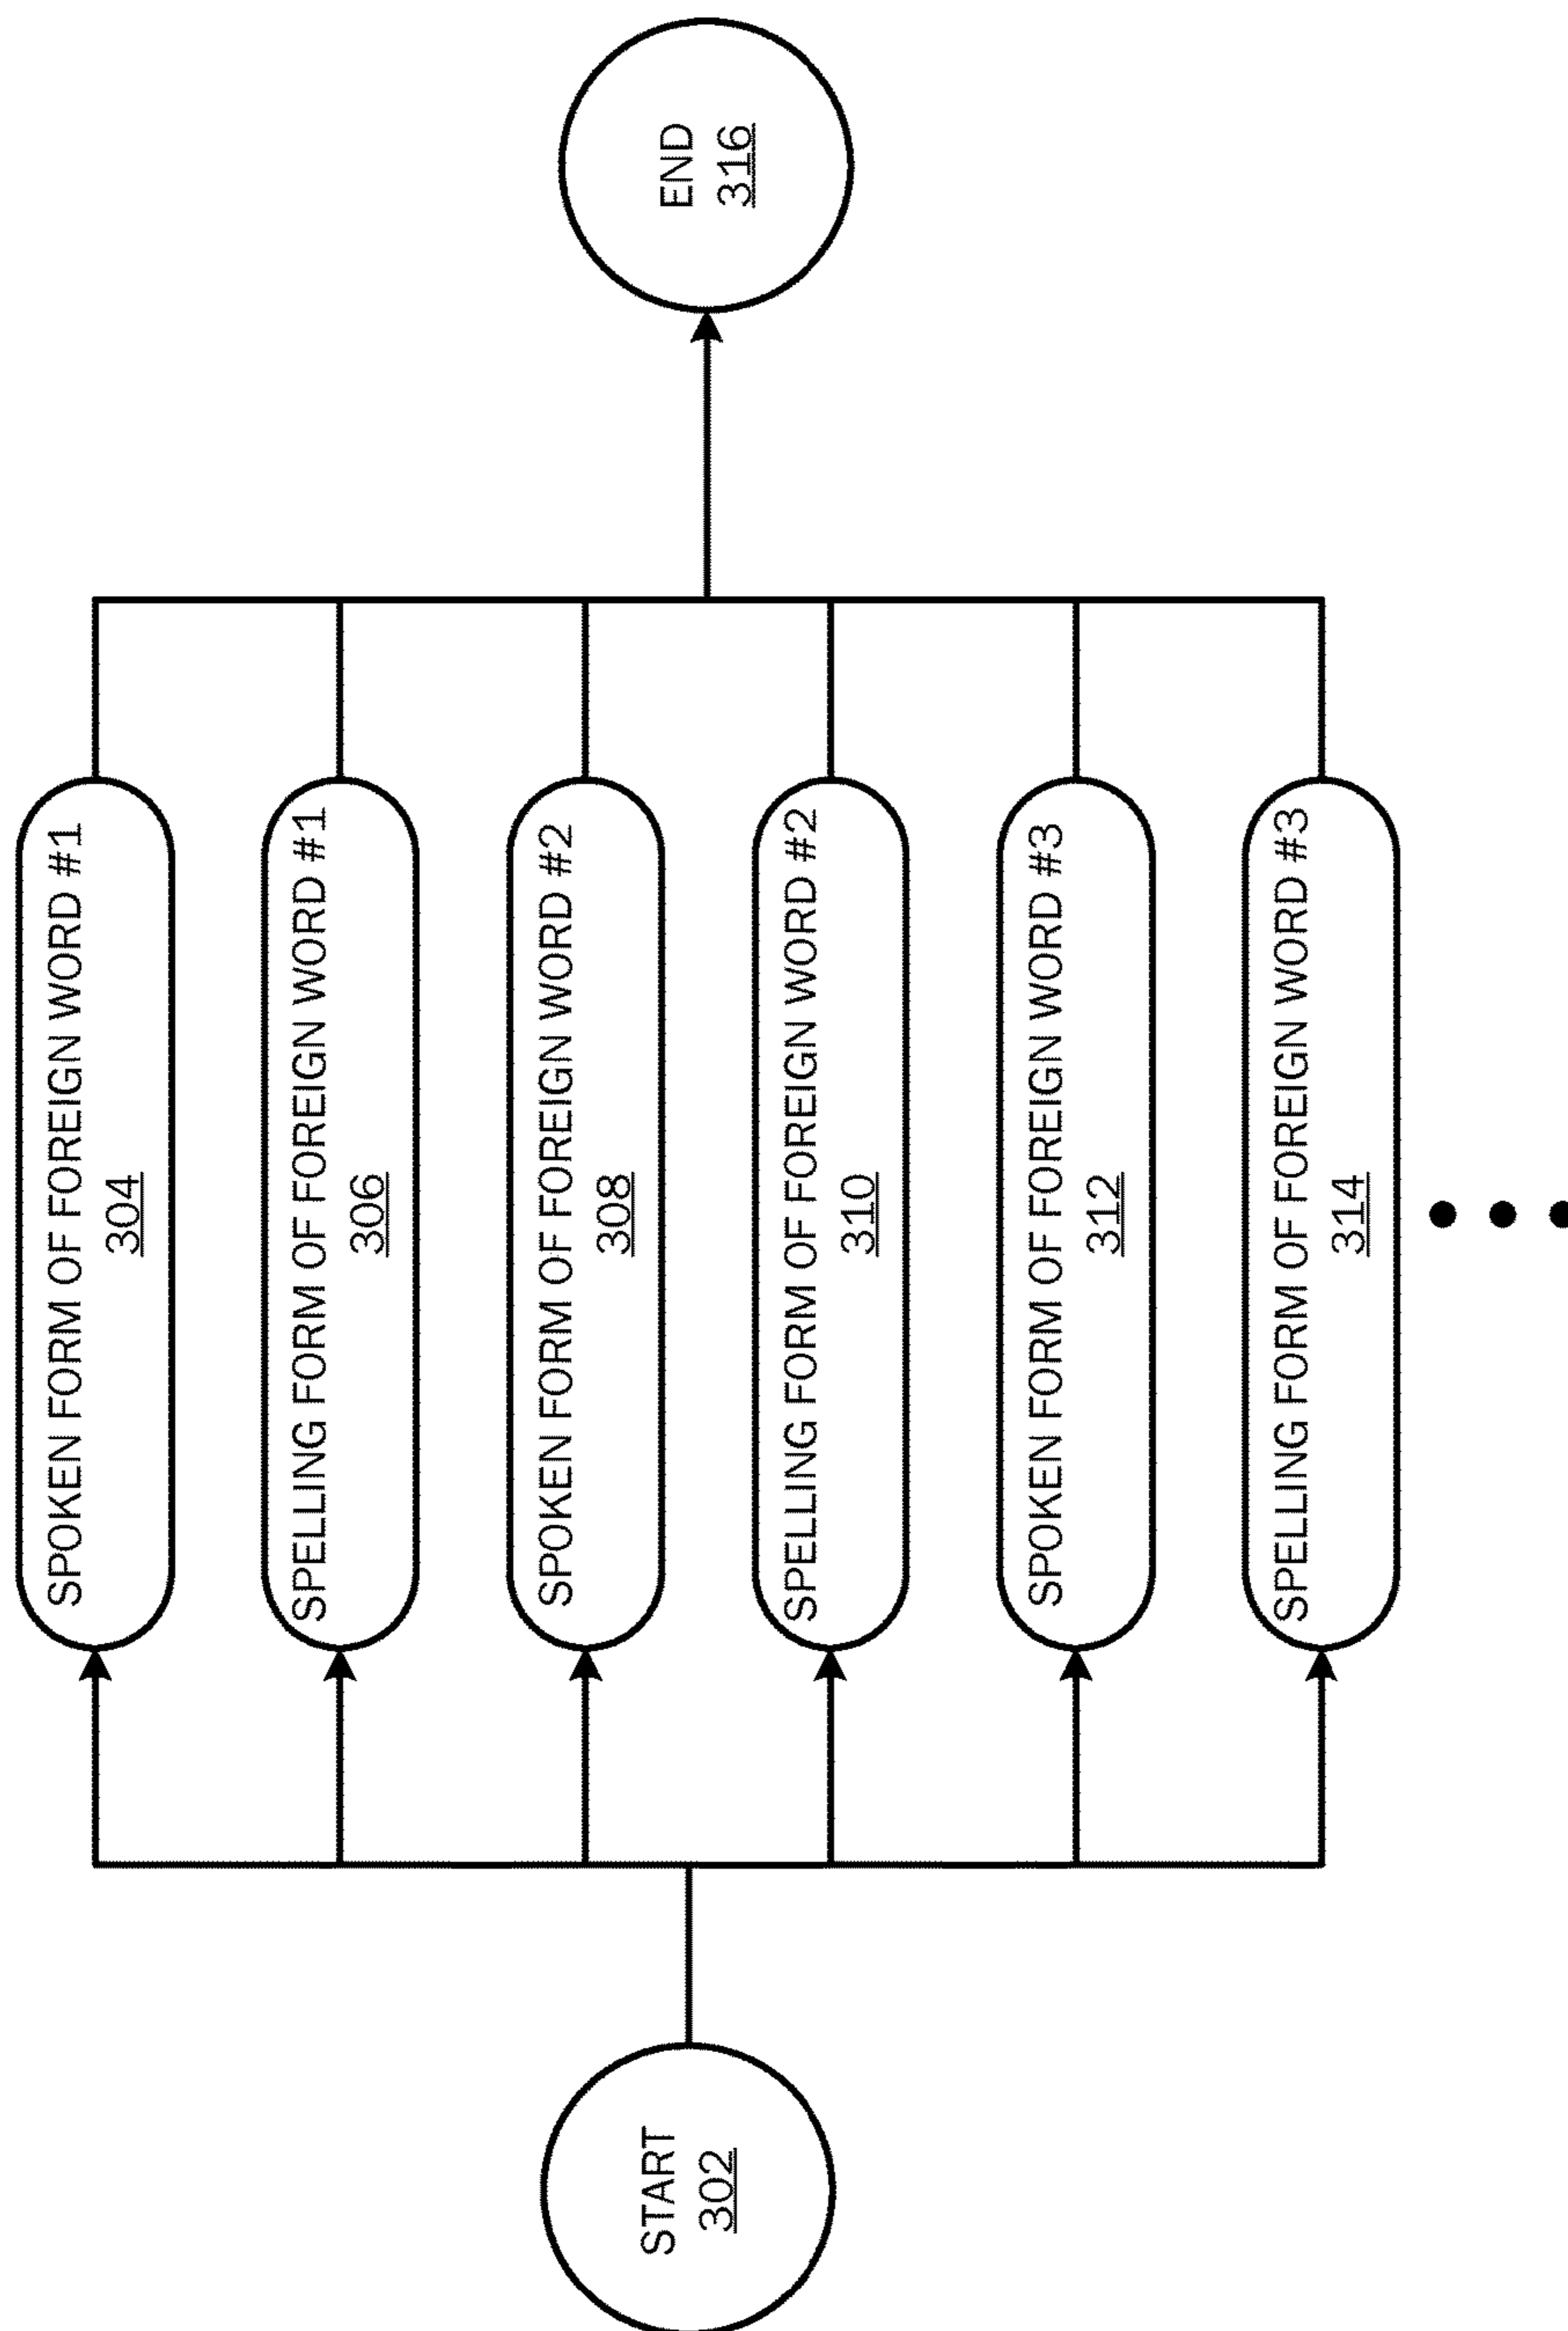 START
302
SPOKEN FORM OF FOREIGN WORD #1
304
SPELLING FORM OF FOREIGN WORD #1
306
SPOKEN FORM OF FOREIGN WORD #2
308
SPELLING FORM OF FOREIGN WORD #2
310
SPOKEN FORM OF FOREIGN WORD #3
312
SPELLING FORM OF FOREIGN WORD #3
314
END
316